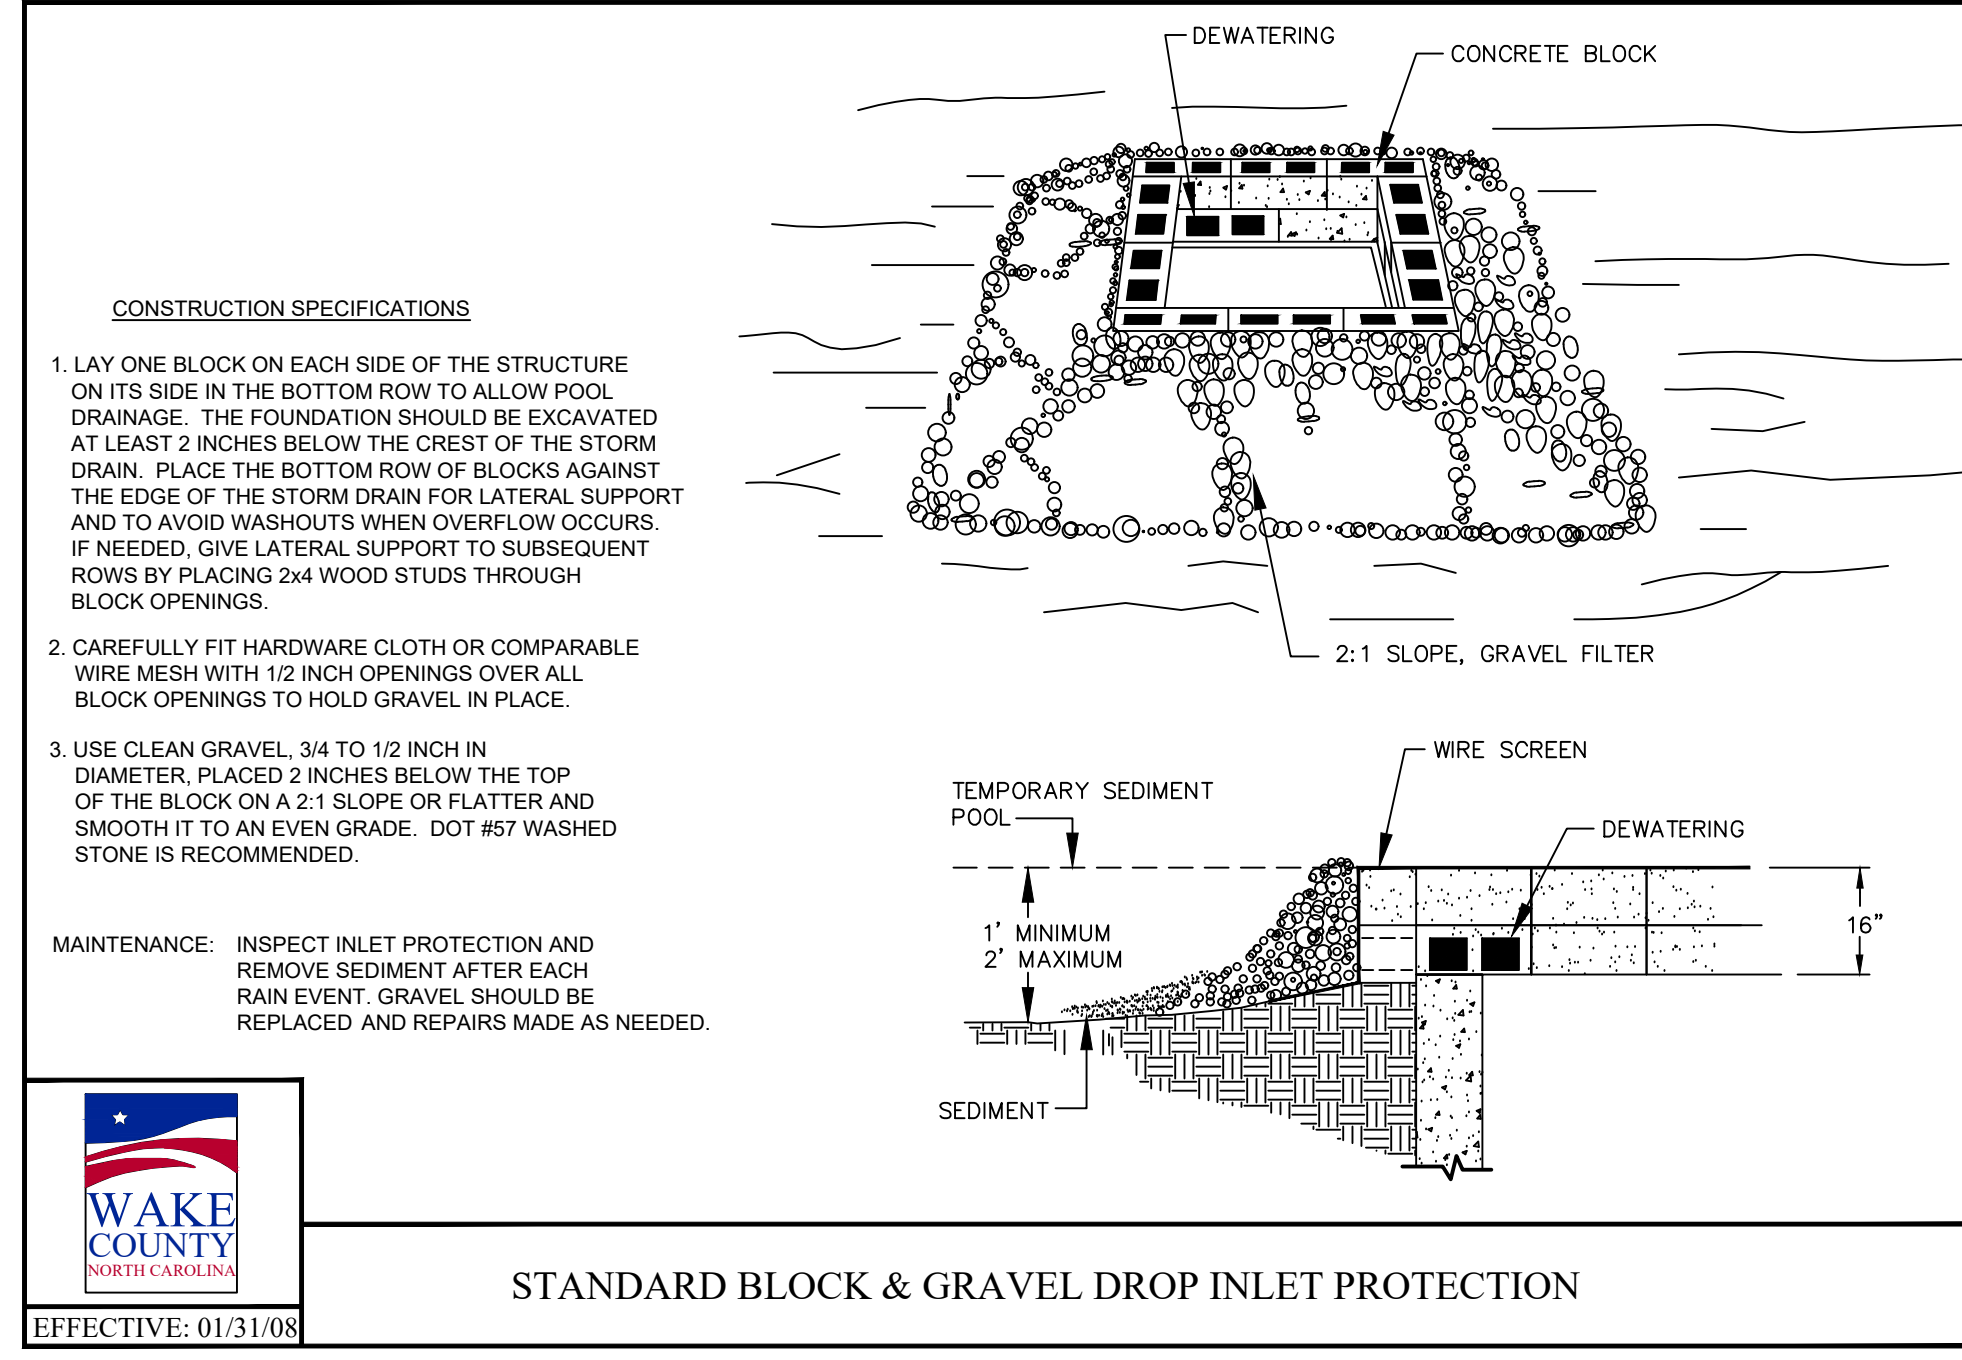 DEWATERING
CONCRETE BLOCK
CONSTRUCTION SPECIFICATIONS
1. LAY ONE BLOCK ON EACH SIDE OF THE STRUCTURE
ON ITS SIDE IN THE BOTTOM ROW TO ALLOW POOL
DRAINAGE. THE FOUNDATION SHOULD BE EXCAVATED
AT LEAST 2 INCHES BELOW THE CREST OF THE STORM
DRAIN. PLACE THE BOTTOM ROW OF BLOCKS AGAINST
THE EDGE OF THE STORM DRAIN FOR LATERAL SUPPORT
AND TO AVOID WASHOUTS WHEN OVERFLOW OCCURS.
IF NEEDED, GIVE LATERAL SUPPORT TO SUBSEQUENT
ROWS BY PLACING 2x4 WOOD STUDS THROUGH
BLOCK OPENINGS.
2. CAREFULLY FIT HARDWARE CLOTH OR COMPARABLE
WIRE MESH WITH 1/2 INCH OPENINGS OVER ALL
BLOCK OPENINGS TO HOLD GRAVEL IN PLACE.
3. USE CLEAN GRAVEL, 3/4 TO 1/2 INCH IN
DIAMETER, PLACED 2 INCHES BELOW THE TOP
OF THE BLOCK ON A 2:1 SLOPE OR FLATTER AND
SMOOTH IT TO AN EVEN GRADE. DOT #57 WASHED
STONE IS RECOMMENDED.
MAINTENANCE: INSPECT INLET PROTECTION AND
REMOVE SEDIMENT AFTER EACH
RAIN EVENT. GRAVEL SHOULD BE
REPLACED AND REPAIRS MADE AS NEEDED.
2:1 SLOPE, GRAVEL FILTER
WIRE SCREEN
TEMPORARY SEDIMENT
POOL
DEWATERING
1' MINIMUM
2' MAXIMUM
16"
SEDIMENT
WAKE
COUNTY
NORTH CAROLINA
STANDARD BLOCK & GRAVEL DROP INLET PROTECTION
EFFECTIVE: 01/31/08